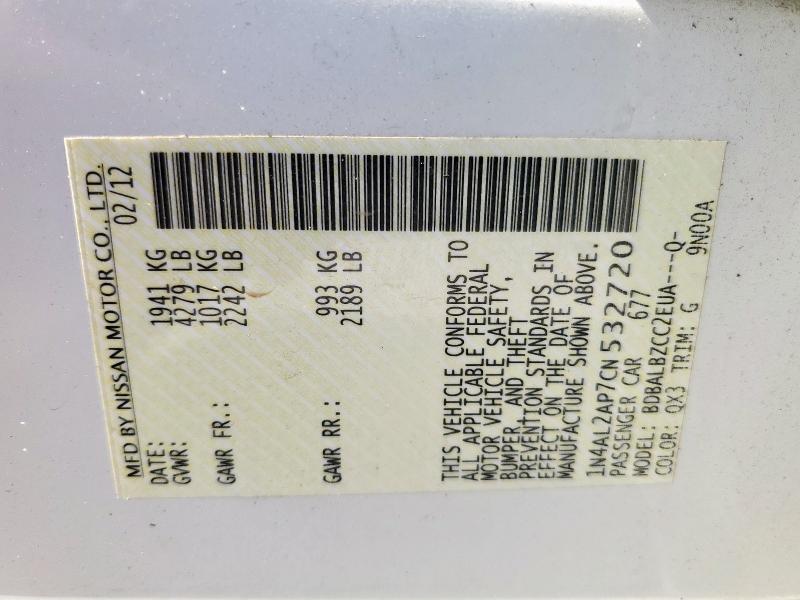 MFD BY NISSAN MOTOR CO., LTD.
DATE: 02/12
GVWR: 1941 KG
4279 LB
GAWR FR.: 1017 KG
2242 LB
GAWR RR.: 993 KG
2189 LB
THIS VEHICLE CONFORMS TO
ALL APPLICABLE FEDERAL
MOTOR VEHICLE SAFETY,
BUMPER, AND THEFT
PREVENTION STANDARDS IN
EFFECT ON THE DATE OF
MANUFACTURE SHOWN ABOVE.
1N4AL2AP7CN532720
PASSENGER CAR 677
MODEL: BDBALBZCC2EUA---Q-
COLOR: QX3 TRIM: G 9N00A